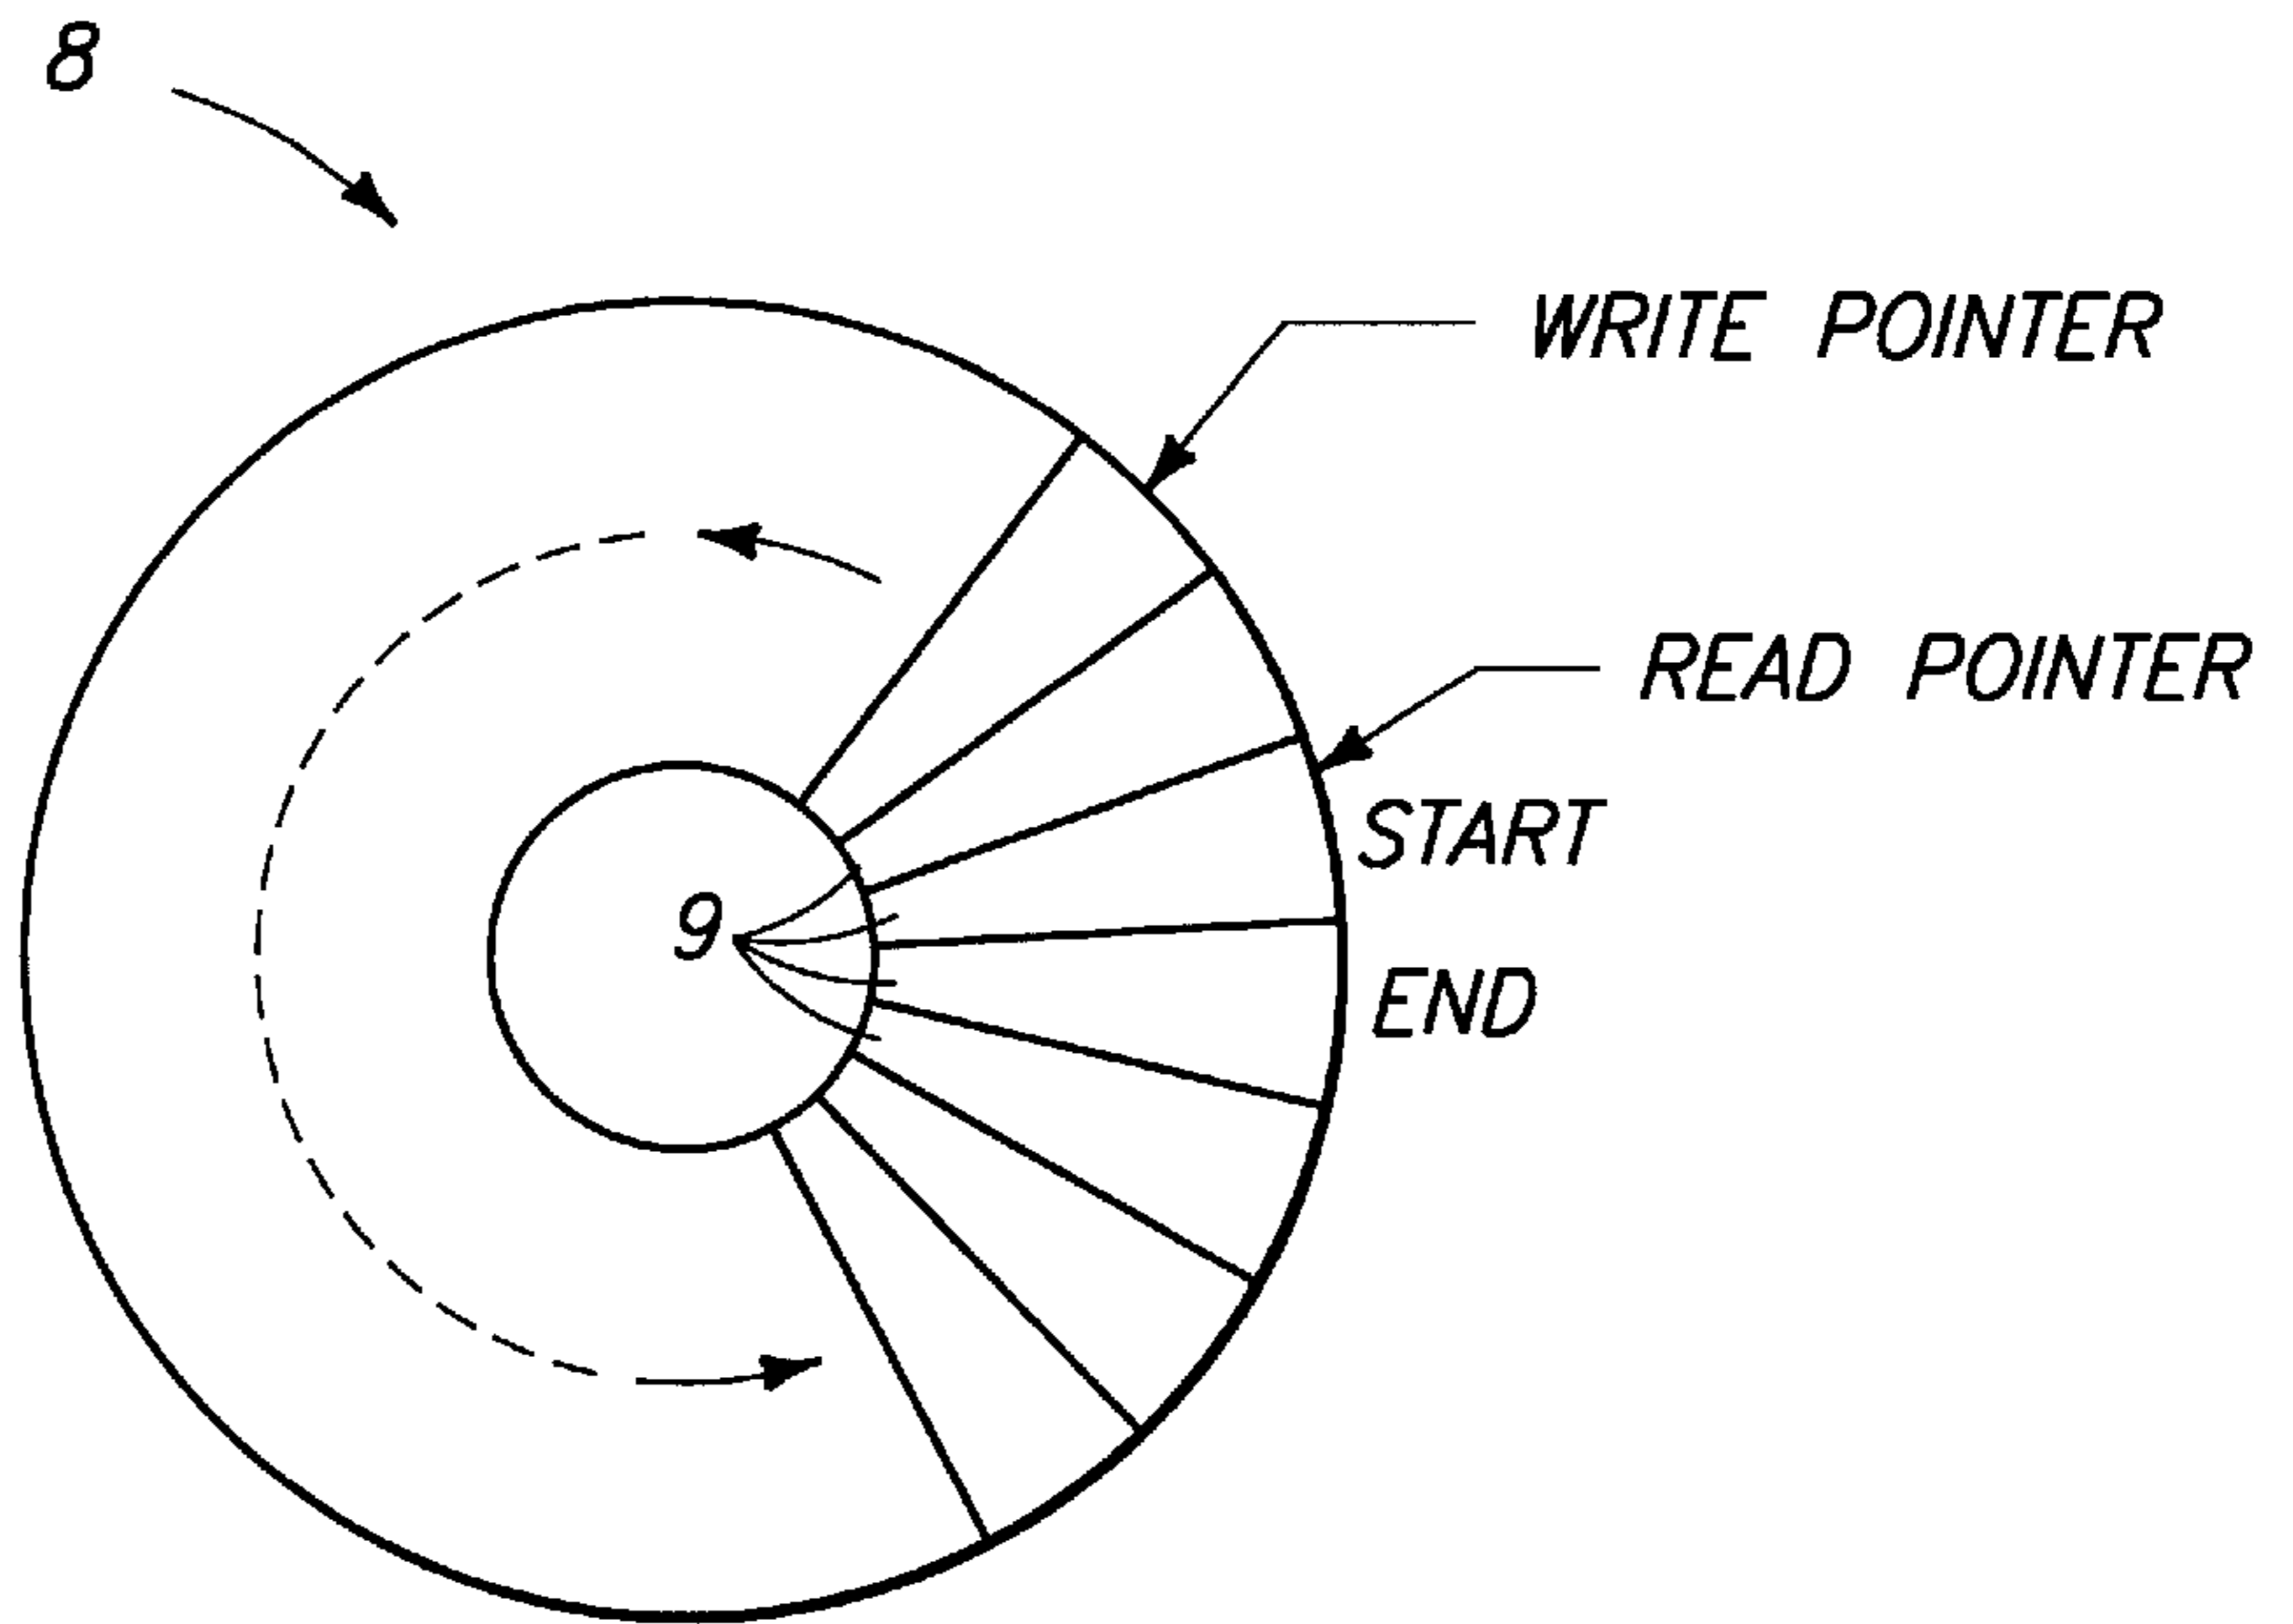 8
WRITE POINTER
READ POINTER
START
9
END